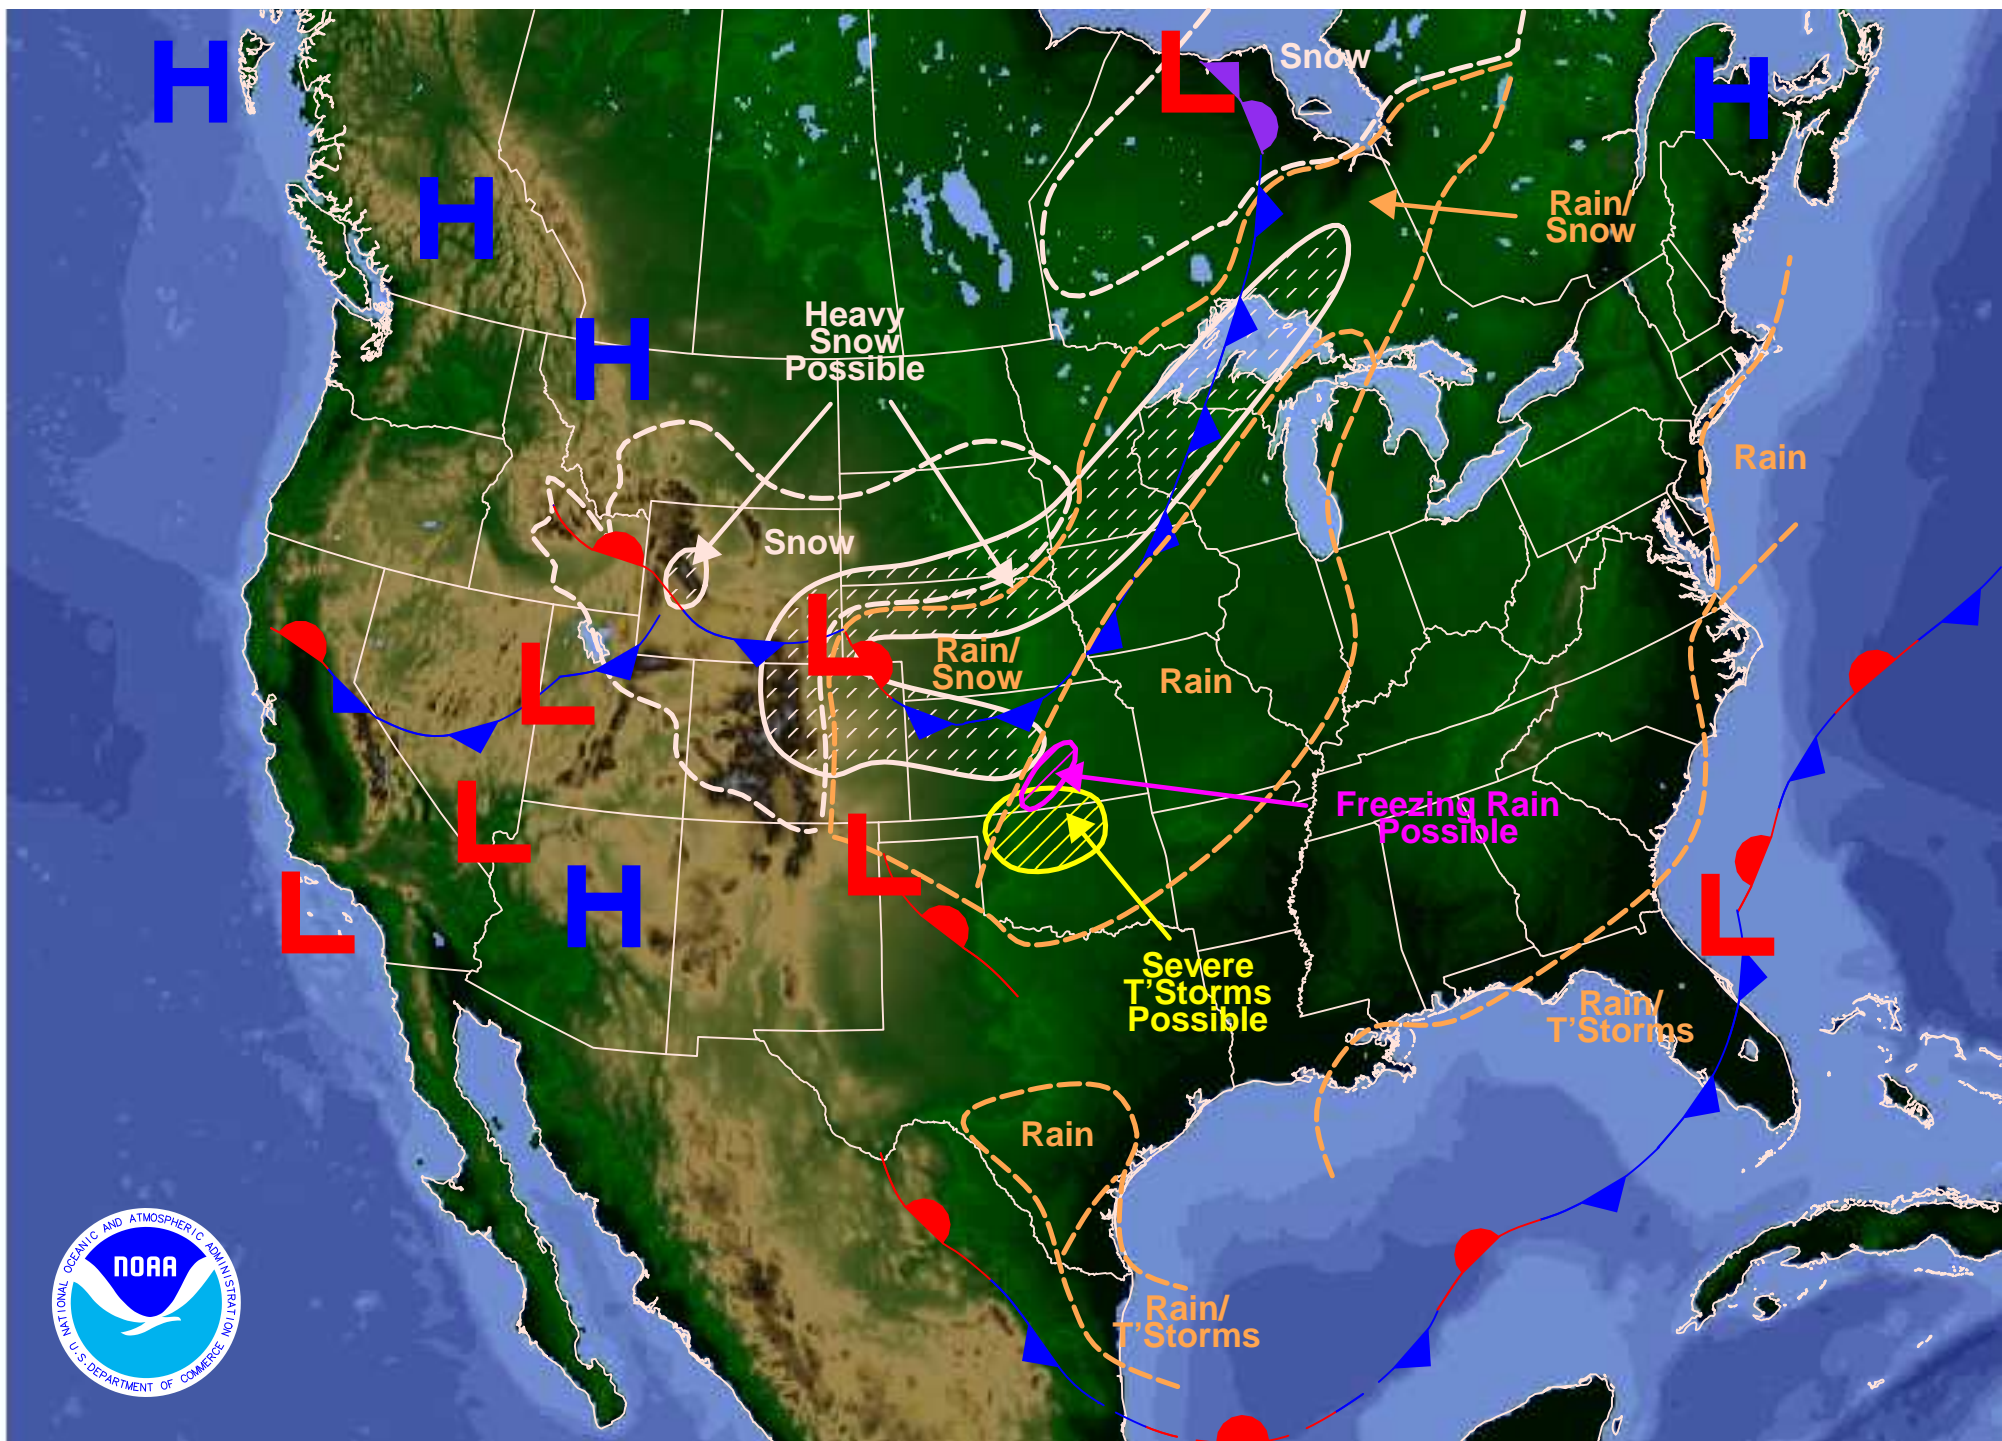 H
L
Snow
H
H
Rain/
Snow
H
Heavy
Snow
Possible
Rain
Snow
L
Rain/
Snow
Rain
L
L
Freezing Rain
Possible
L
H
L
L
Severe
T'Storms
Possible
Rain/
T'Storms
Rain
Rain/
T'Storms
NATIONAL OCEANIC AND ATMOSPHERIC ADMINISTRATION
NOAA
U.S. DEPARTMENT OF COMMERCE